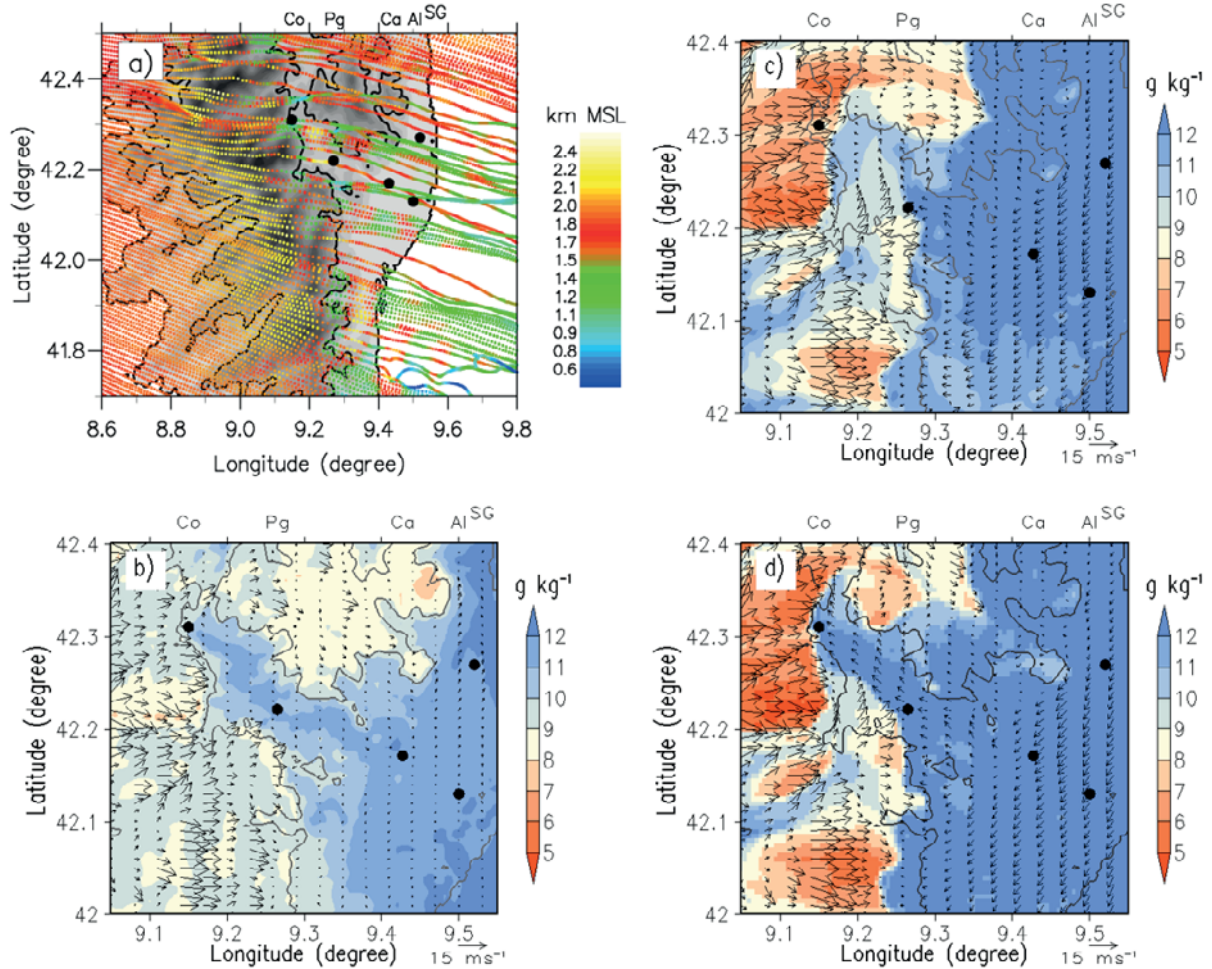 Co Pg Ca Al SG
a)
42.4
42.2
42.0
41.8
Latitude (degree)
8.6 8.8 9.0 9.2 9.4 9.6 9.8
Longitude (degree)
km MSL
2.4
2.2
2.1
2.0
1.8
1.7
1.5
1.4
1.2
1.1
0.9
0.8
0.6
Co Pg Ca Al SG
c)
42.4
42.3
42.2
42.1
42
Latitude (degree)
9.1 9.2 9.3 9.4 9.5
Longitude (degree)
15 ms⁻¹
g kg⁻¹
12
11
10
9
8
7
6
5
Co Pg Ca Al SG
b)
42.4
42.3
42.2
42.1
42
Latitude (degree)
9.1 9.2 9.3 9.4 9.5
Longitude (degree)
15 ms⁻¹
g kg⁻¹
12
11
10
9
8
7
6
5
Co Pg Ca Al SG
d)
42.4
42.3
42.2
42.1
42
Latitude (degree)
9.1 9.2 9.3 9.4 9.5
Longitude (degree)
15 ms⁻¹
g kg⁻¹
12
11
10
9
8
7
6
5